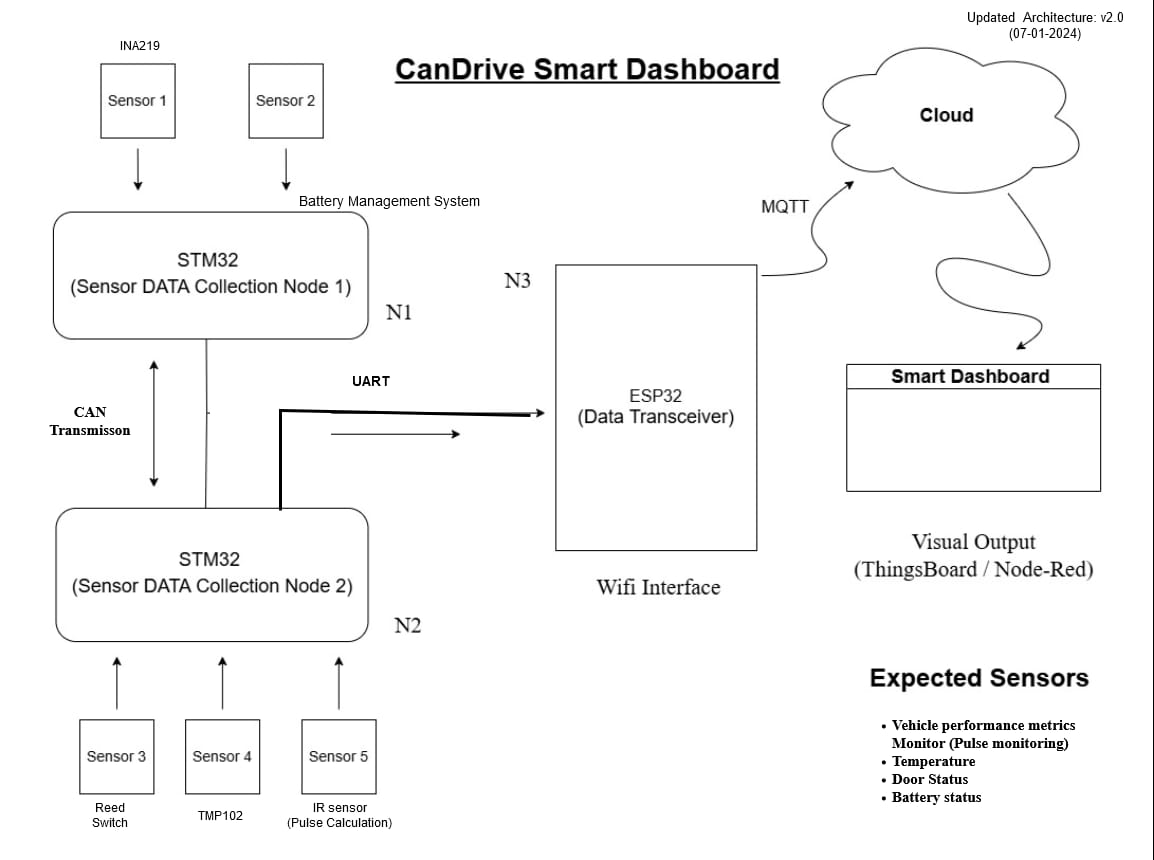 Updated Architecture: v2.0
(07-01-2024)
CanDrive Smart Dashboard
INA219
Sensor 1
Sensor 2
Cloud
Battery Management System
MQTT
STM32
(Sensor DATA Collection Node 1)
N1
N3
UART
CAN
Transmisson
ESP32
(Data Transceiver)
Wifi Interface
Smart Dashboard
Visual Output
(ThingsBoard / Node-Red)
STM32
(Sensor DATA Collection Node 2)
N2
Sensor 3
Sensor 4
Sensor 5
Reed
Switch
TMP102
IR sensor
(Pulse Calculation)
Expected Sensors
• Vehicle performance metrics
Monitor (Pulse monitoring)
• Temperature
• Door Status
• Battery status